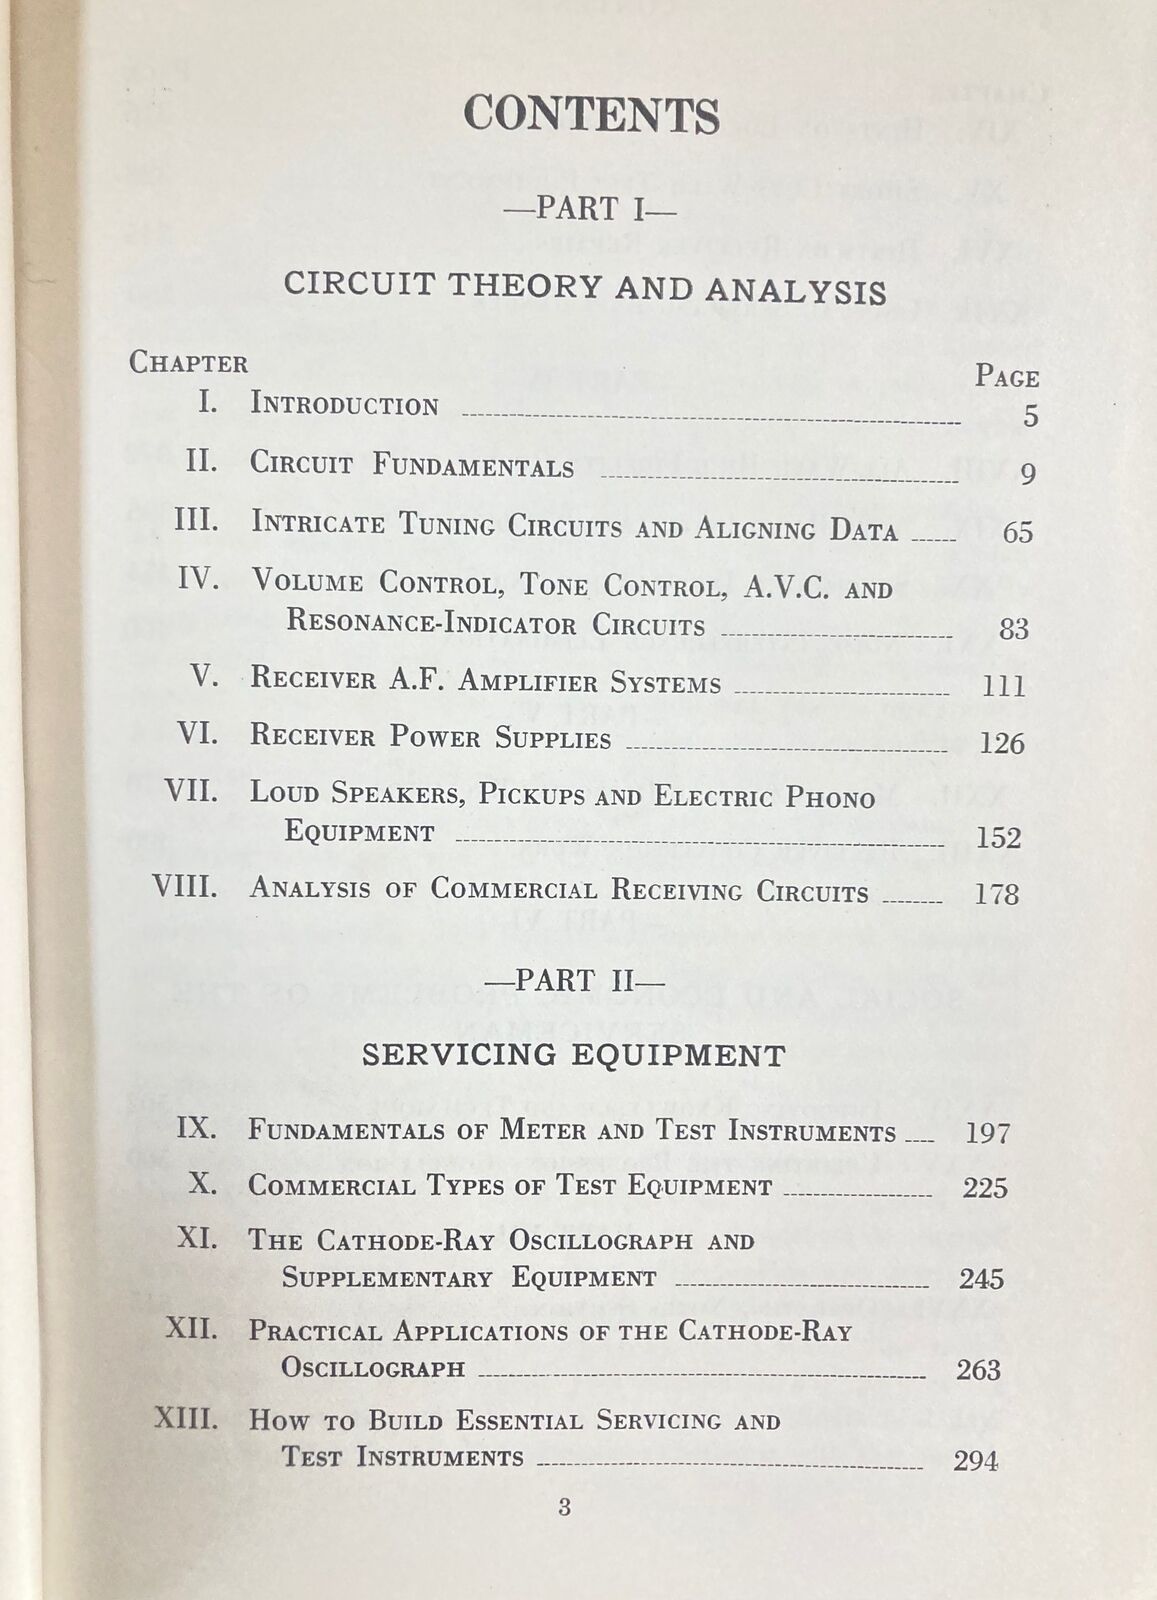 CONTENTS
—PART I—
CIRCUIT THEORY AND ANALYSIS
CHAPTER PAGE
I. INTRODUCTION 5
II. CIRCUIT FUNDAMENTALS 9
III. INTRICATE TUNING CIRCUITS AND ALIGNING DATA 65
IV. VOLUME CONTROL, TONE CONTROL, A.V.C. AND
RESONANCE-INDICATOR CIRCUITS 83
V. RECEIVER A.F. AMPLIFIER SYSTEMS 111
VI. RECEIVER POWER SUPPLIES 126
VII. LOUD SPEAKERS, PICKUPS AND ELECTRIC PHONO
EQUIPMENT 152
VIII. ANALYSIS OF COMMERCIAL RECEIVING CIRCUITS 178
—PART II—
SERVICING EQUIPMENT
IX. FUNDAMENTALS OF METER AND TEST INSTRUMENTS 197
X. COMMERCIAL TYPES OF TEST EQUIPMENT 225
XI. THE CATHODE-RAY OSCILLOGRAPH AND
SUPPLEMENTARY EQUIPMENT 245
XII. PRACTICAL APPLICATIONS OF THE CATHODE-RAY
OSCILLOGRAPH 263
XIII. HOW TO BUILD ESSENTIAL SERVICING AND
TEST INSTRUMENTS 294
3